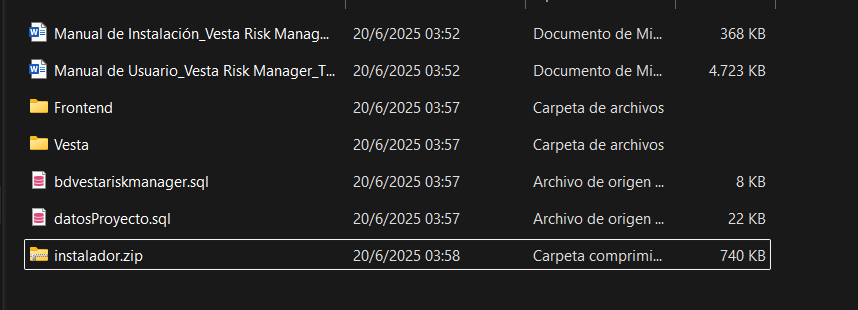 Manual de Instalación_Vesta Risk Manag... 20/6/2025 03:52 Documento de Mi... 368 KB
Manual de Usuario_Vesta Risk Manager_T... 20/6/2025 03:52 Documento de Mi... 4.723 KB
Frontend 20/6/2025 03:57 Carpeta de archivos
Vesta 20/6/2025 03:57 Carpeta de archivos
bdvestariskmanager.sql 20/6/2025 03:57 Archivo de origen ... 8 KB
datosProyecto.sql 20/6/2025 03:57 Archivo de origen ... 22 KB
instalador.zip 20/6/2025 03:58 Carpeta comprimi... 740 KB